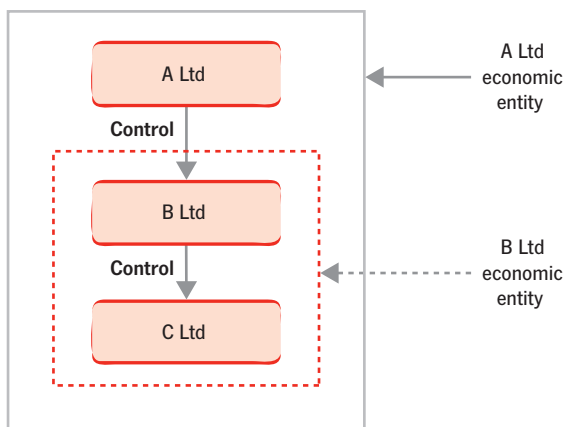 A Ltd
Control
B Ltd
Control
C Ltd
A Ltd
economic
entity
B Ltd
economic
entity